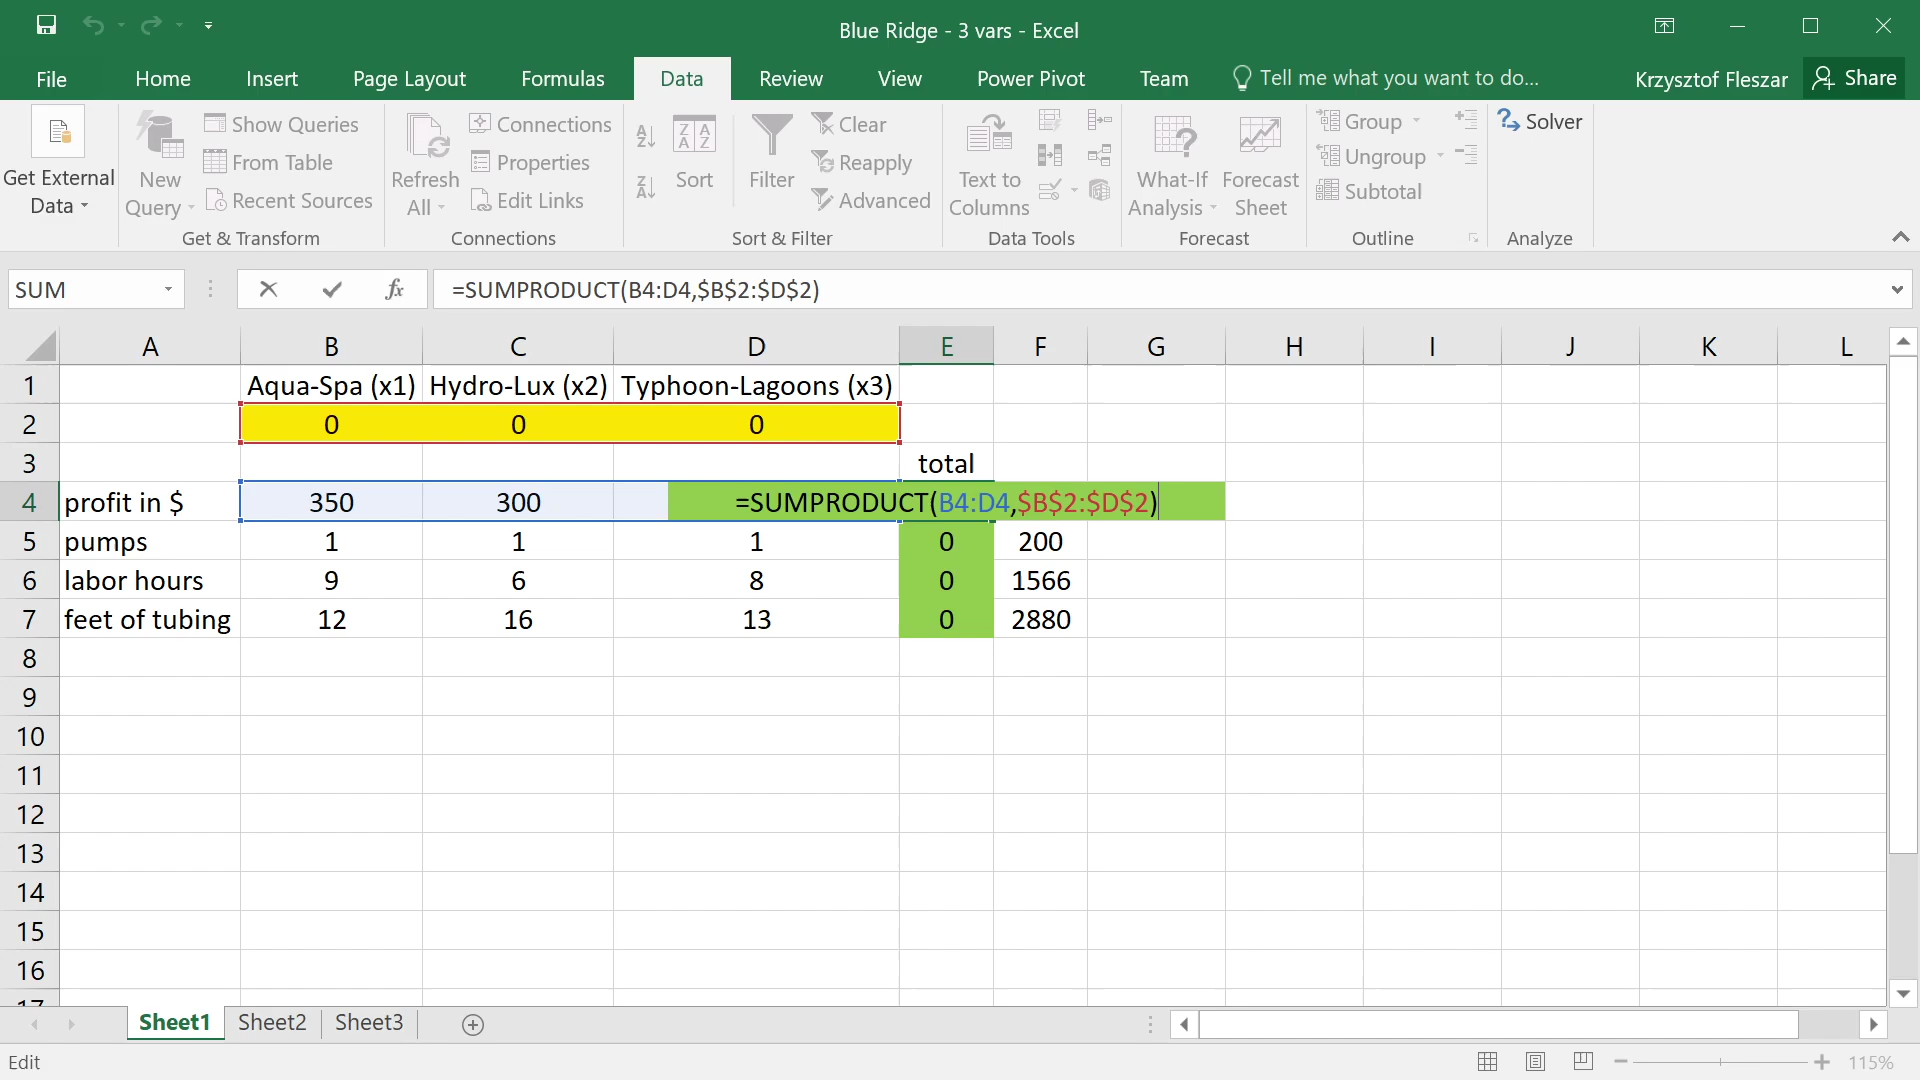 Blue Ridge - 3 vars - Excel
File Home Insert Page Layout Formulas Data Review View Power Pivot Team Tell me what you want to do... Krzysztof Fleszar Share
Get External Data
New Query
Show Queries
From Table
Recent Sources
Get & Transform
Refresh All
Connections
Properties
Edit Links
Connections
Sort
Filter
Clear
Reapply
Advanced
Sort & Filter
Text to Columns
Data Tools
What-If Analysis
Forecast Sheet
Forecast
Group
Ungroup
Subtotal
Outline
Solver
Analyze
SUM fx =SUMPRODUCT(B4:D4,$B$2:$D$2)
A B C D E F G H I J K L
1 Aqua-Spa (x1) Hydro-Lux (x2) Typhoon-Lagoons (x3)
2 0 0 0
3 total
4 profit in $ 350 300 =SUMPRODUCT(B4:D4,$B$2:$D$2)
5 pumps 1 1 1 0 200
6 labor hours 9 6 8 0 1566
7 feet of tubing 12 16 13 0 2880
8
9
10
11
12
13
14
15
16
17
Sheet1 Sheet2 Sheet3
Edit 115%